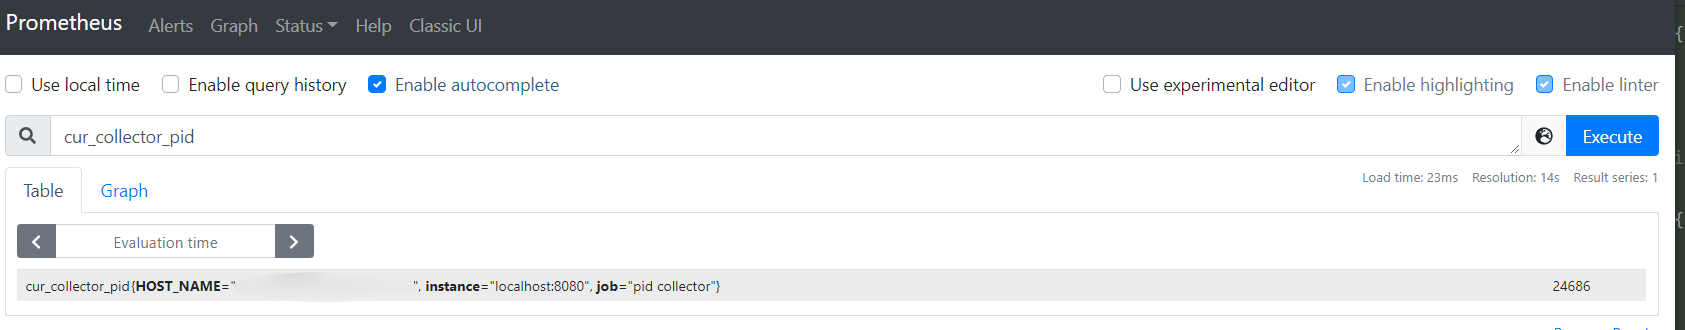 Prometheus Alerts Graph Status Help Classic UI
Use local time Enable query history Enable autocomplete Use experimental editor Enable highlighting Enable linter
cur_collector_pid Execute
Table Graph Load time: 23ms Resolution: 14s Result series: 1
Evaluation time
cur_collector_pid{HOST_NAME=" ", instance="localhost:8080", job="pid collector"} 24686